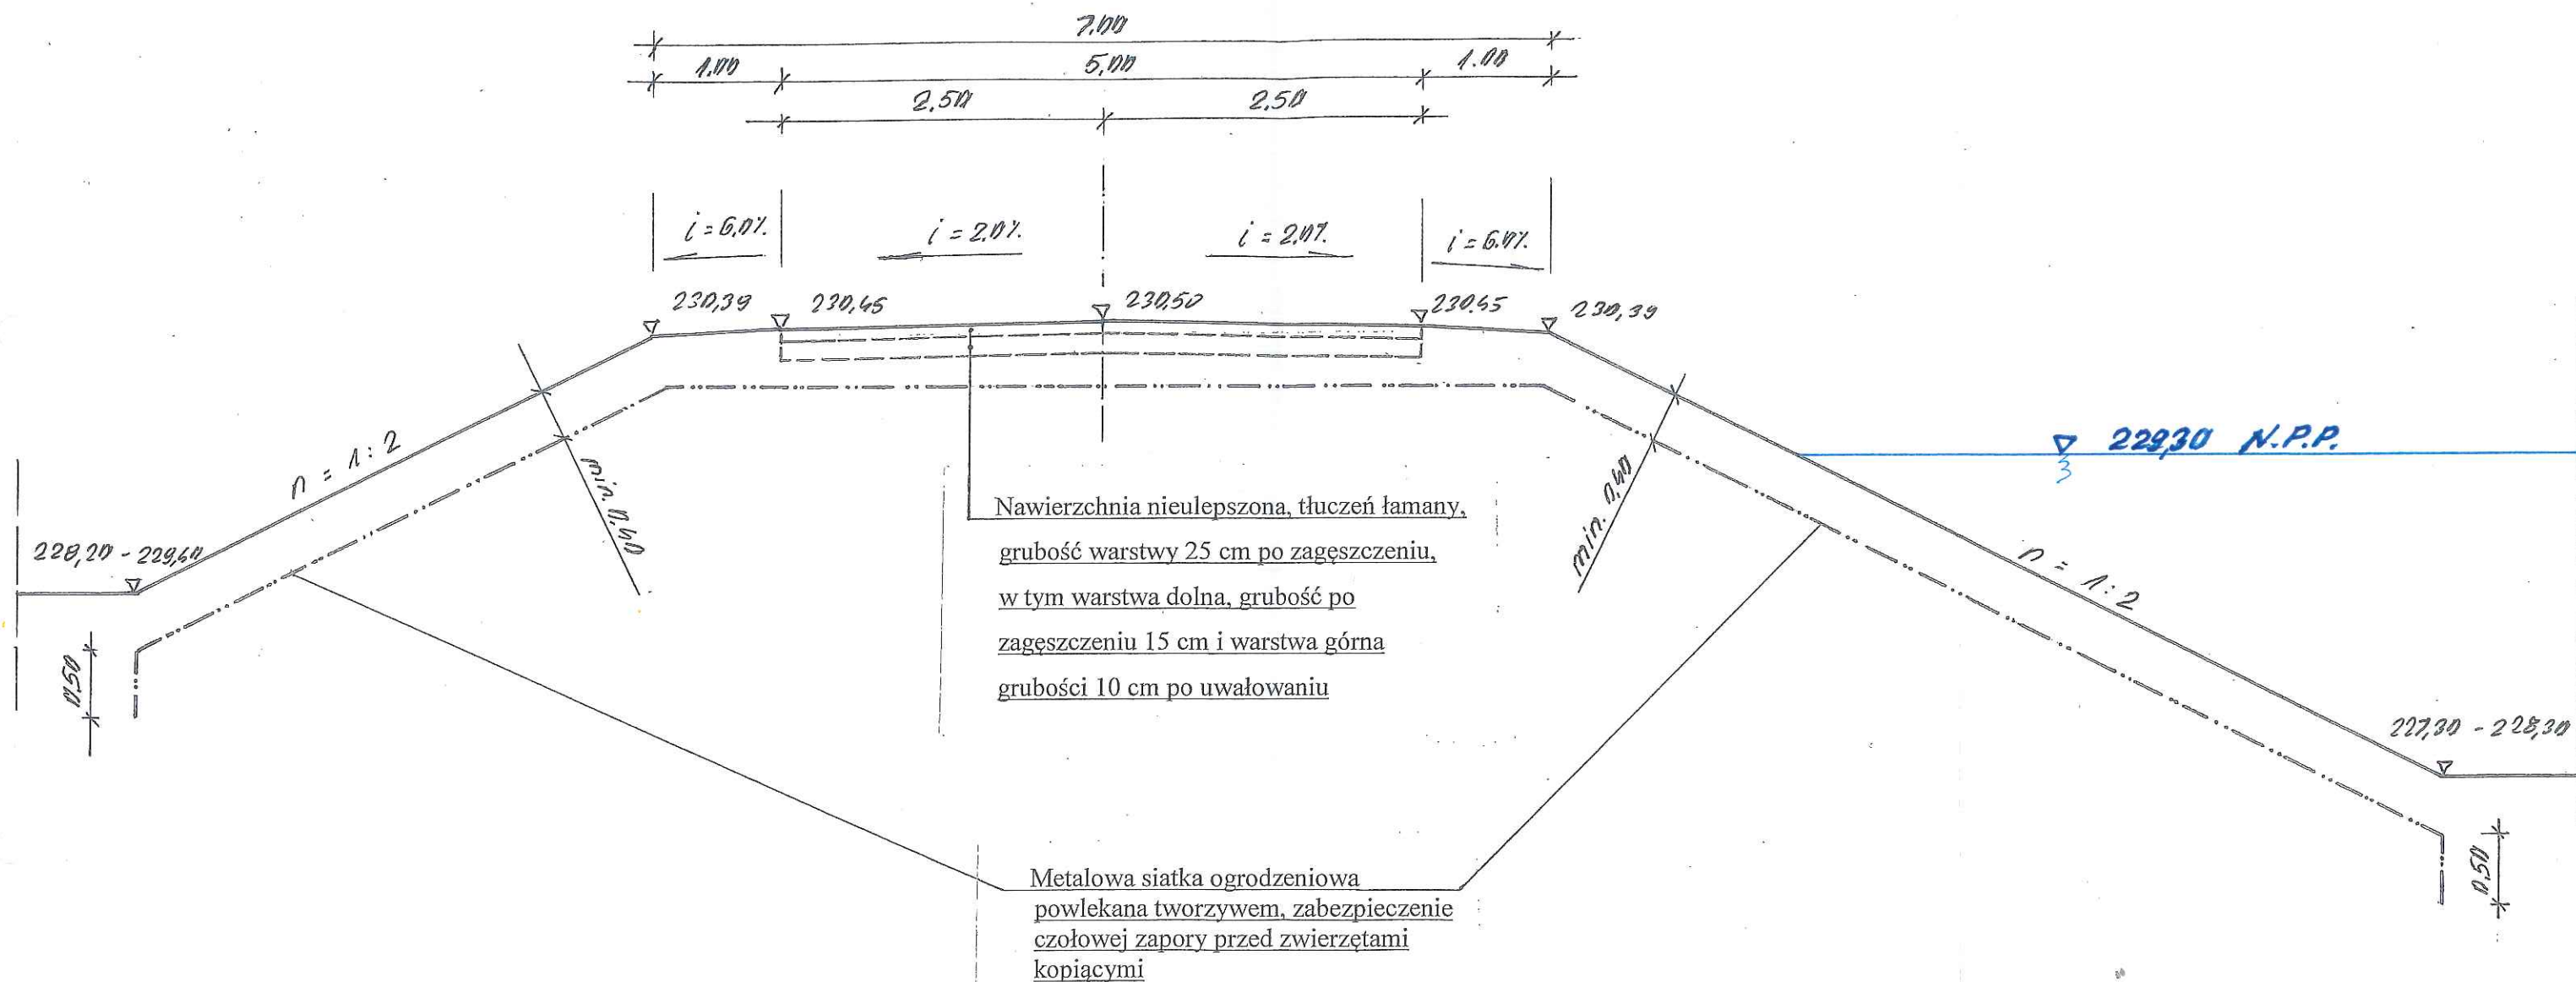 7.00
1.00 5,00 1.00
2.50 2.50
i = 6,0%. i = 2,0%. i = 2,0%. i = 6.0%.
230,39 230,45 230,50 230.45 230,39
n = 1:2
min. 0,40
228,20 - 229,40
0,50
229,30 N.P.P.
min. 0,40
n = 1:2
227,30 - 228,30
0,50
Nawierzchnia nieulepszona, tłuczeń łamany,
grubość warstwy 25 cm po zagęszczeniu,
w tym warstwa dolna, grubość po
zagęszczeniu 15 cm i warstwa górna
grubości 10 cm po uwałowaniu
Metalowa siatka ogrodzeniowa
powlekana tworzywem, zabezpieczenie
czołowej zapory przed zwierzętami
kopiącymi